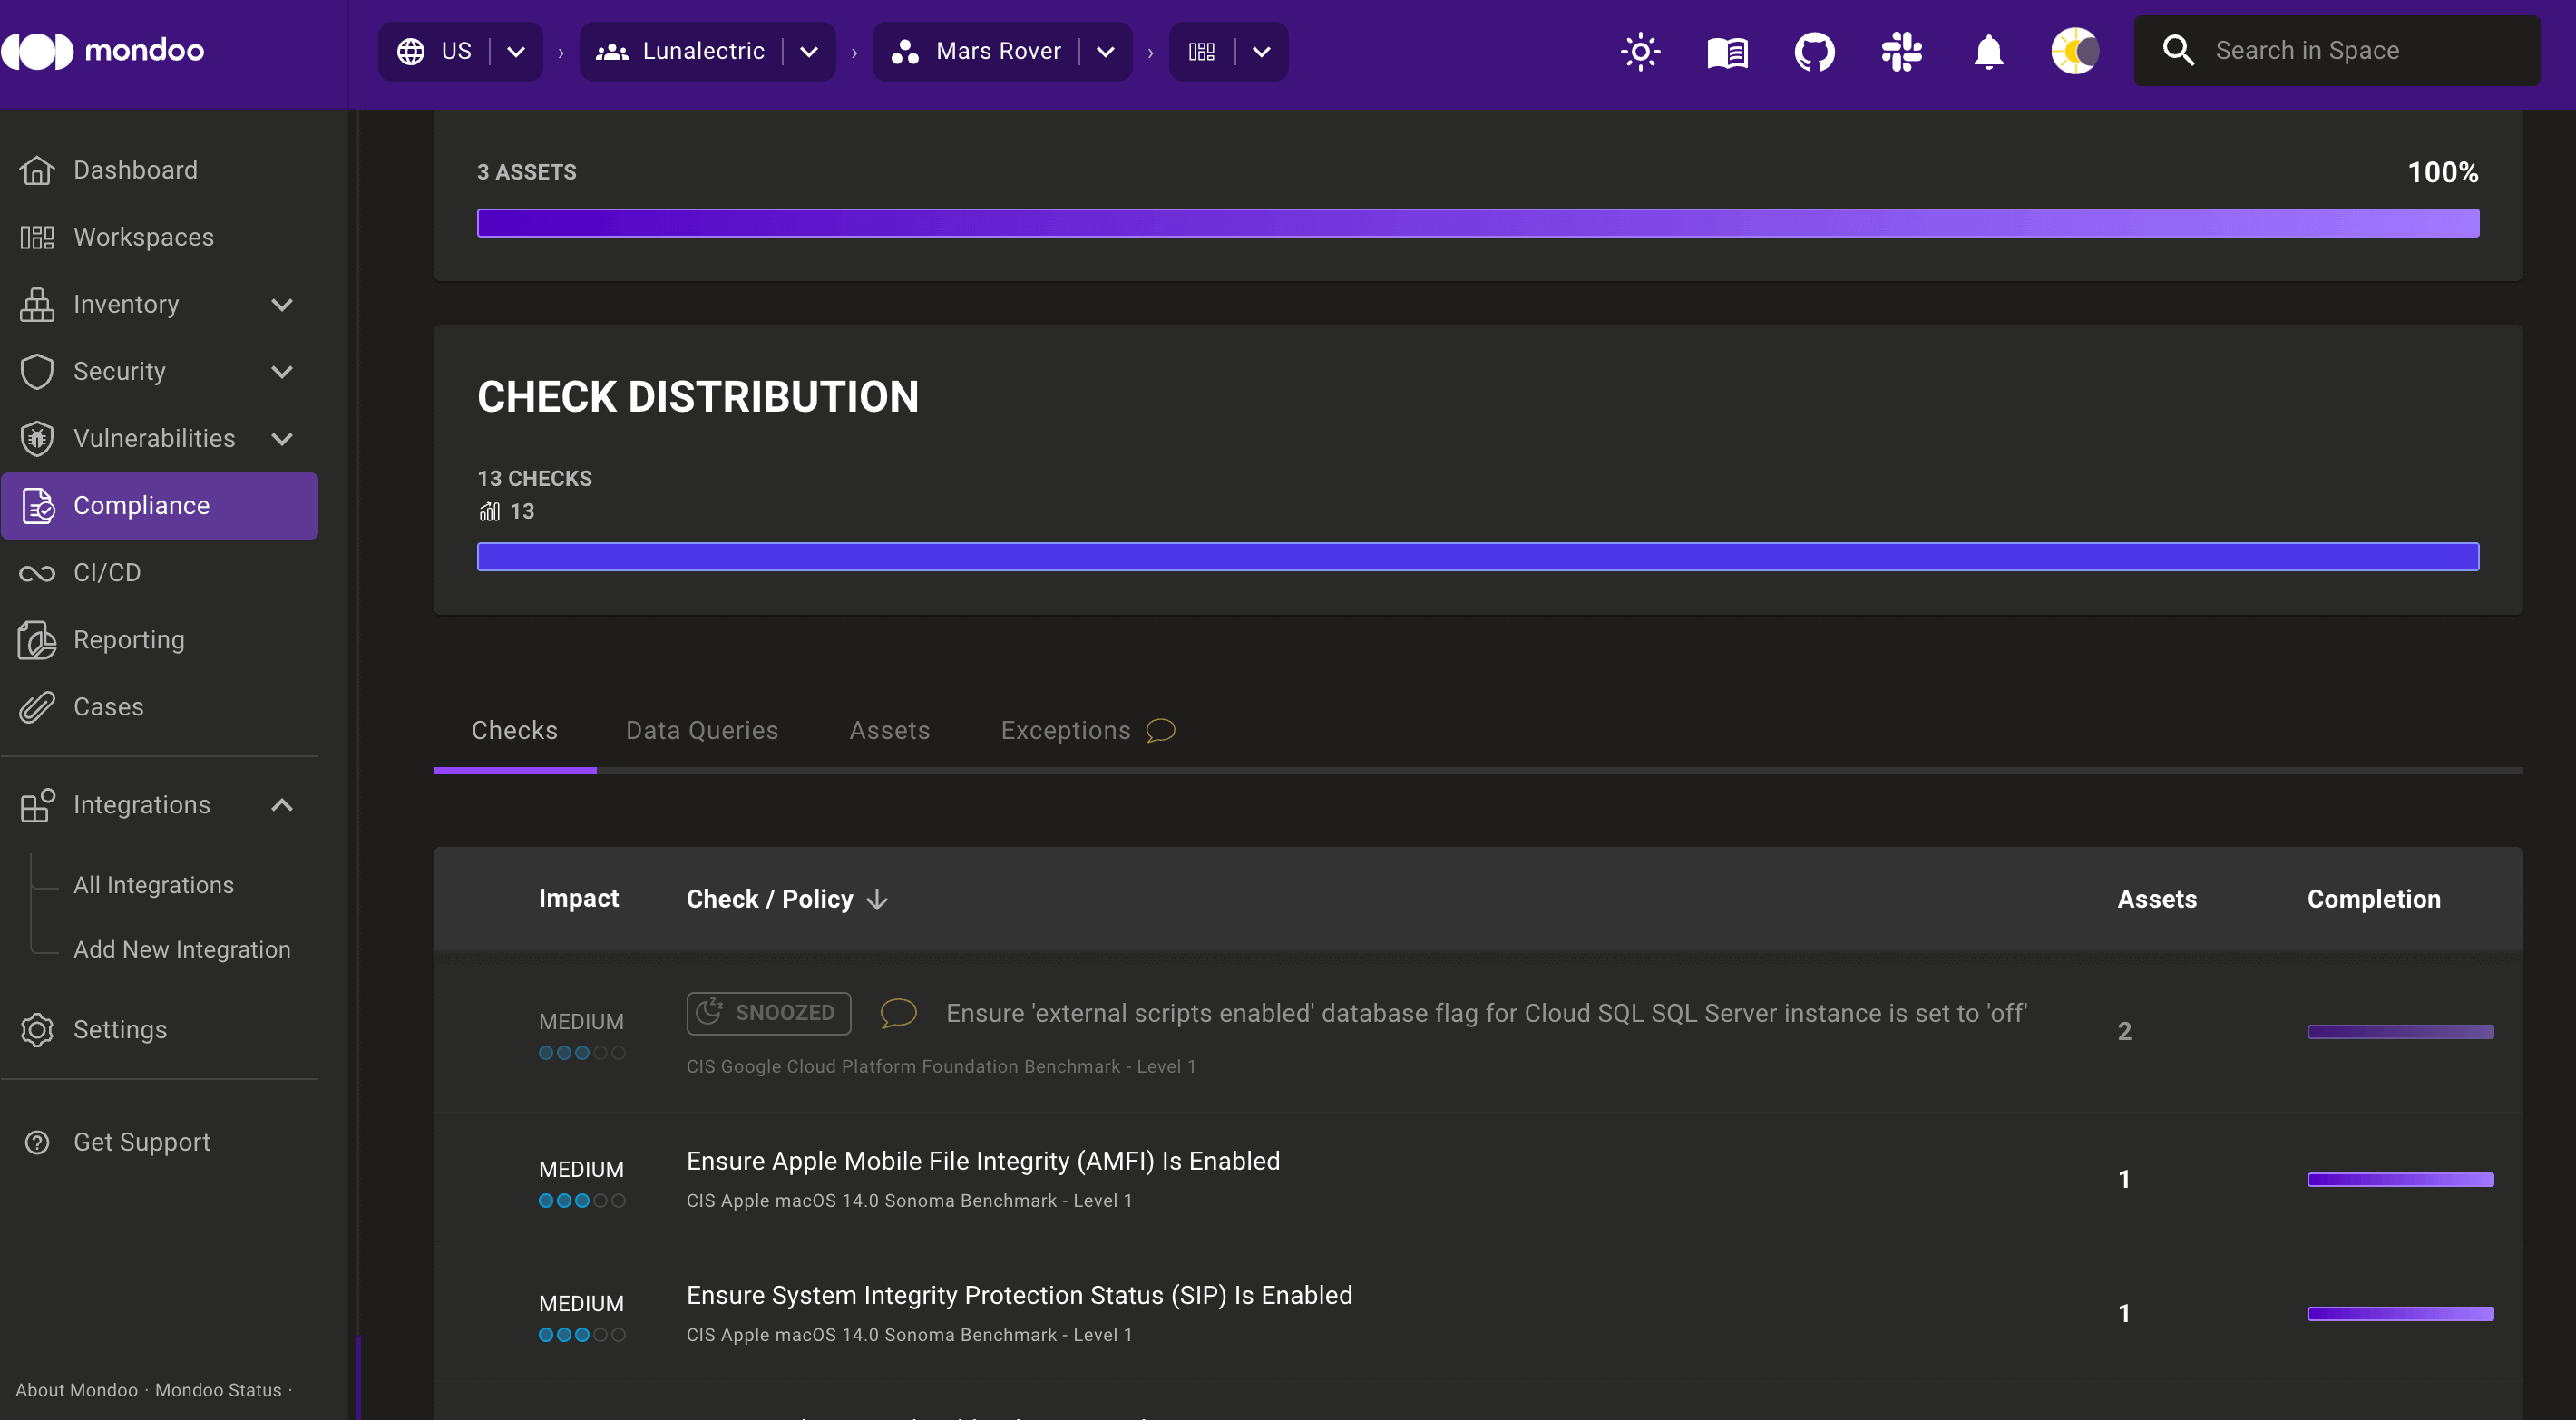 mondoo
US
Lunalectric
Mars Rover
Search in Space
Dashboard
Workspaces
Inventory
Security
Vulnerabilities
Compliance
CI/CD
Reporting
Cases
Integrations
All Integrations
Add New Integration
Settings
Get Support
About Mondoo · Mondoo Status ·
3 ASSETS
100%
CHECK DISTRIBUTION
13 CHECKS
13
Checks
Data Queries
Assets
Exceptions
Impact
Check / Policy
Assets
Completion
MEDIUM
SNOOZED
Ensure 'external scripts enabled' database flag for Cloud SQL SQL Server instance is set to 'off'
CIS Google Cloud Platform Foundation Benchmark - Level 1
2
MEDIUM
Ensure Apple Mobile File Integrity (AMFI) Is Enabled
CIS Apple macOS 14.0 Sonoma Benchmark - Level 1
1
MEDIUM
Ensure System Integrity Protection Status (SIP) Is Enabled
CIS Apple macOS 14.0 Sonoma Benchmark - Level 1
1